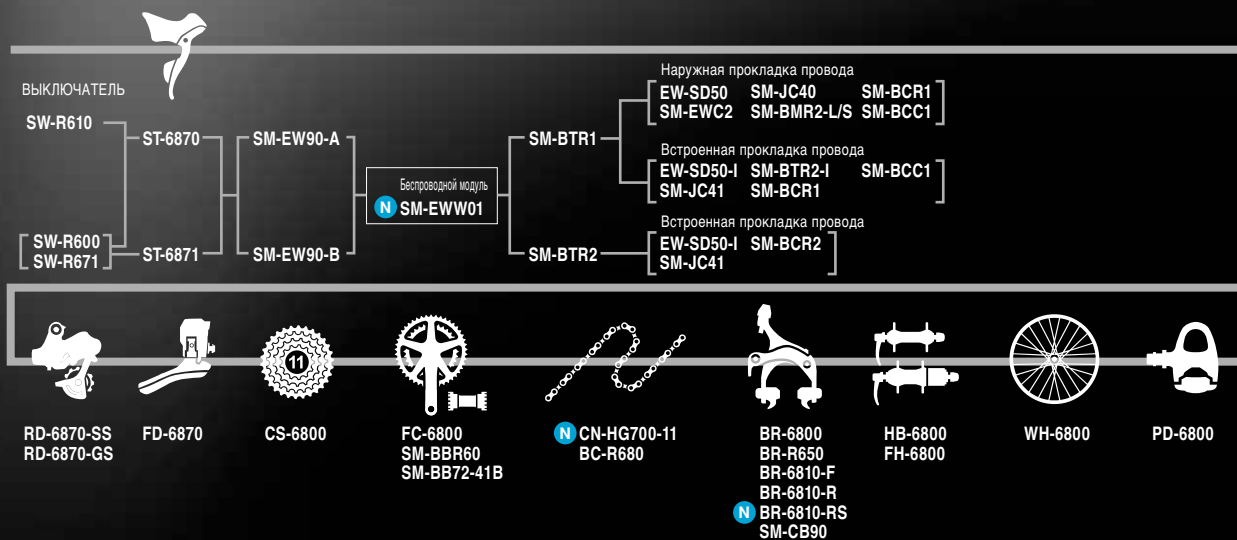 ВЫКЛЮЧАТЕЛЬ
SW-R610
SW-R600
SW-R671
ST-6870
ST-6871
SM-EW90-A
SM-EW90-B
Беспроводной модуль
N SM-EWW01
SM-BTR1
SM-BTR2
Наружная прокладка провода
EW-SD50 SM-JC40 SM-BCR1
SM-EWC2 SM-BMR2-L/S SM-BCC1
Встроенная прокладка провода
EW-SD50-I SM-BTR2-I SM-BCC1
SM-JC41 SM-BCR1
Встроенная прокладка провода
EW-SD50-I SM-BCR2
SM-JC41
11
RD-6870-SS
RD-6870-GS
FD-6870
CS-6800
FC-6800
SM-BBR60
SM-BB72-41B
N CN-HG700-11
BC-R680
BR-6800
BR-R650
BR-6810-F
BR-6810-R
N BR-6810-RS
SM-CB90
HB-6800
FH-6800
WH-6800
PD-6800